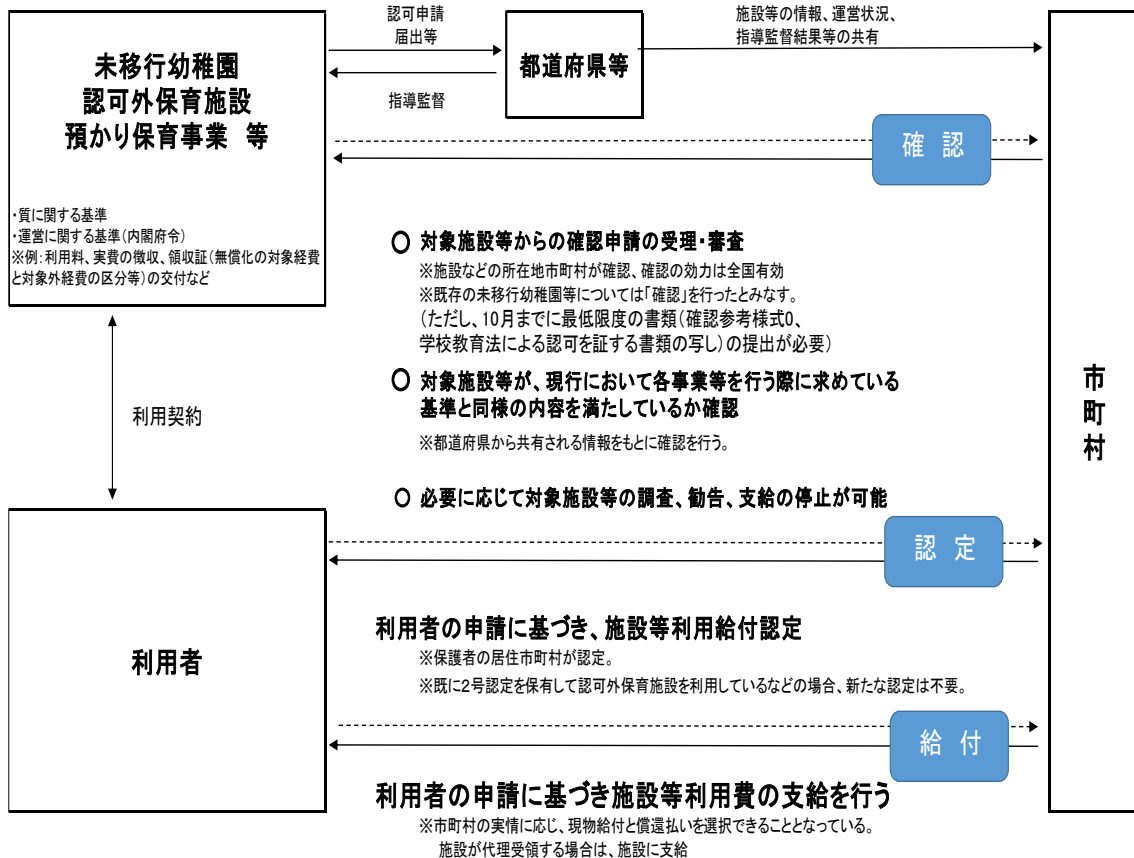 認可申請
届出等
施設等の情報、運営状況、
指導監督結果等の共有
未移行幼稚園
認可外保育施設
預かり保育事業 等
都道府県等
指導監督
確 認
・質に関する基準
・運営に関する基準(内閣府令)
※例:利用料、実費の徴収、領収証(無償化の対象経費
と対象外経費の区分等)の交付など
○ 対象施設等からの確認申請の受理・審査
※施設などの所在地市町村が確認、確認の効力は全国有効
※既存の未移行幼稚園等については「確認」を行ったとみなす。
(ただし、10月までに最低限度の書類(確認参考様式0、
学校教育法による認可を証する書類の写し)の提出が必要)
○ 対象施設等が、現行において各事業等を行う際に求めている
基準と同様の内容を満たしているか確認
※都道府県から共有される情報をもとに確認を行う。
利用契約
市町村
○ 必要に応じて対象施設等の調査、勧告、支給の停止が可能
認 定
利用者の申請に基づき、施設等利用給付認定
※保護者の居住市町村が認定。
※既に2号認定を保有して認可外保育施設を利用しているなどの場合、新たな認定は不要。
利用者
給 付
利用者の申請に基づき施設等利用費の支給を行う
※市町村の実情に応じ、現物給付と償還払いを選択できることとなっている。
施設が代理受領する場合は、施設に支給